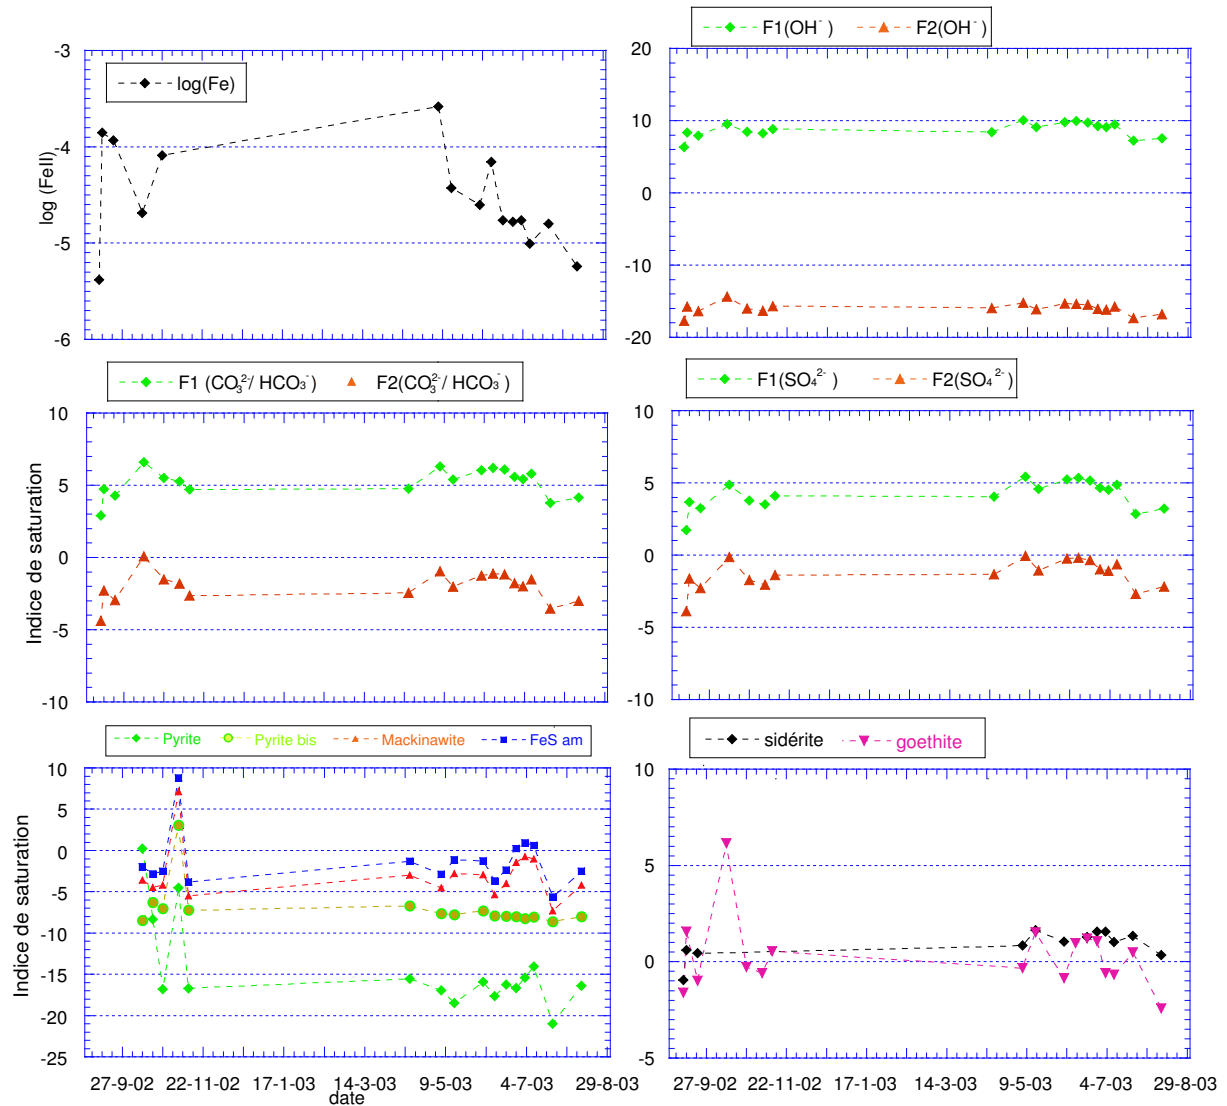 F1(OH⁻) F2(OH⁻)
-3
-4
-5
-6
log (FeII)
log(Fe)
20
10
0
-10
-20
F1 (CO₃²⁻/ HCO₃⁻) F2(CO₃²⁻/ HCO₃⁻)
10
5
0
-5
-10
Indice de saturation
F1(SO₄²⁻) F2(SO₄²⁻)
10
5
0
-5
-10
Pyrite Pyrite bis Mackinawite FeS am
10
5
0
-5
-10
-15
-20
-25
Indice de saturation
27-9-02 22-11-02 17-1-03 14-3-03 9-5-03 4-7-03 29-8-03
date
sidérite goethite
10
5
0
-5
27-9-02 22-11-02 17-1-03 14-3-03 9-5-03 4-7-03 29-8-03